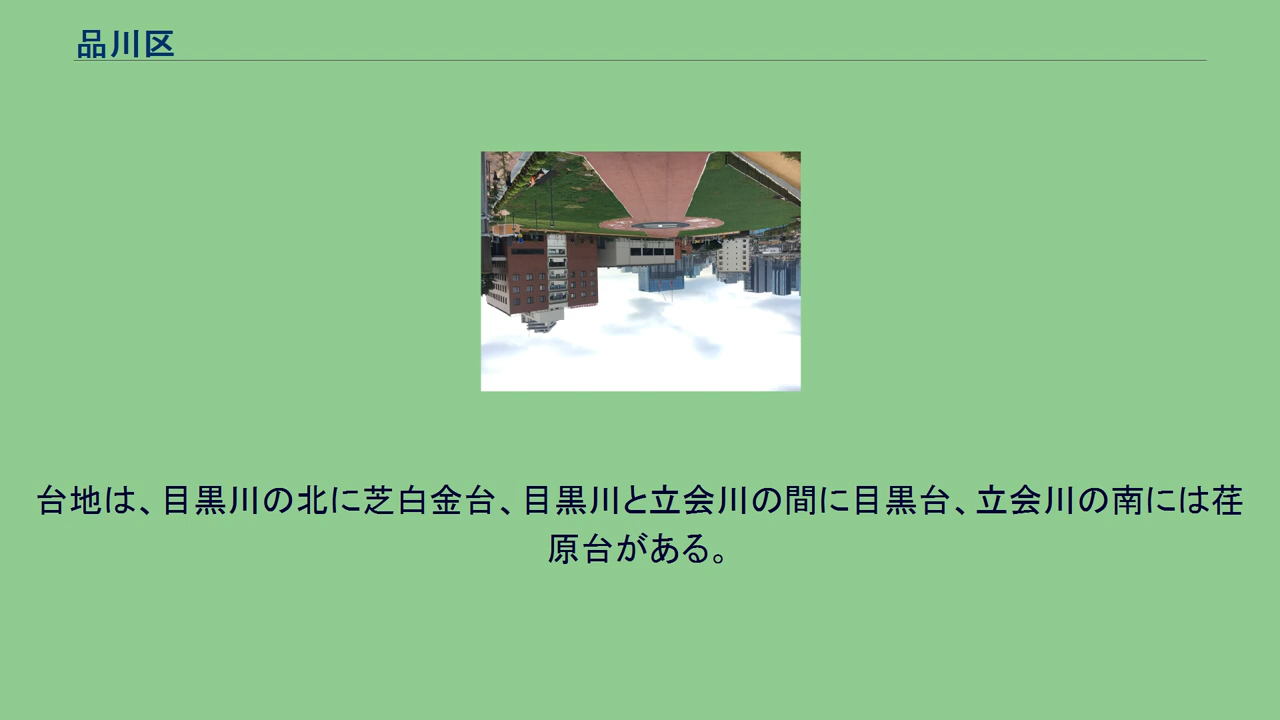 品川区
台地は、目黒川の北に芝白金台、目黒川と立会川の間に目黒台、立会川の南には荏
原台がある。